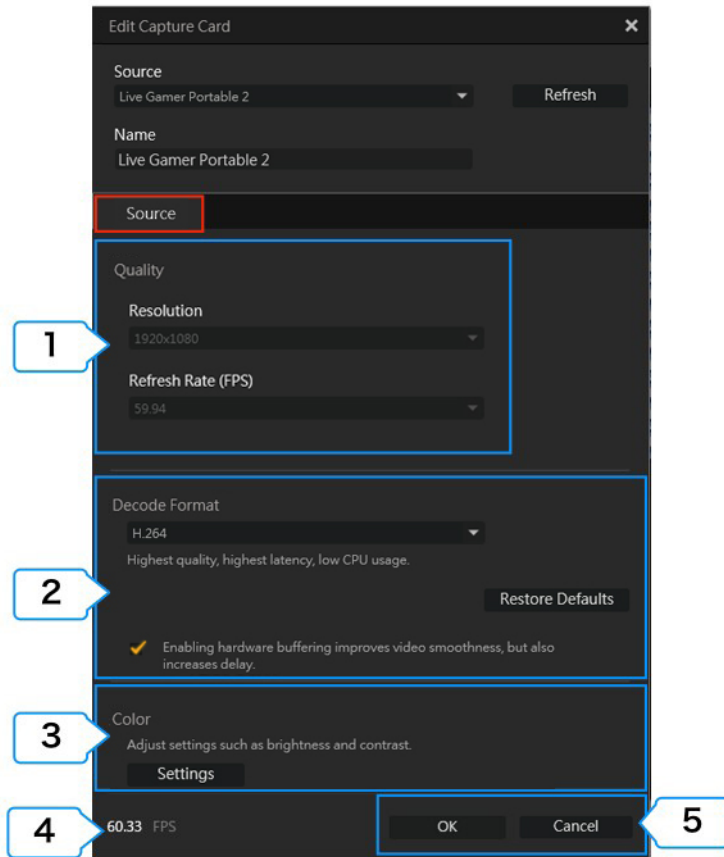 Edit Capture Card
Source
Live Gamer Portable 2
Refresh
Name
Live Gamer Portable 2
Source
Quality
Resolution
1920x1080
Refresh Rate (FPS)
59.94
1
Decode Format
H.264
Highest quality, highest latency, low CPU usage.
2
Restore Defaults
Enabling hardware buffering improves video smoothness, but also
increases delay.
3
Color
Adjust settings such as brightness and contrast.
Settings
4
60.33 FPS
OK
Cancel
5